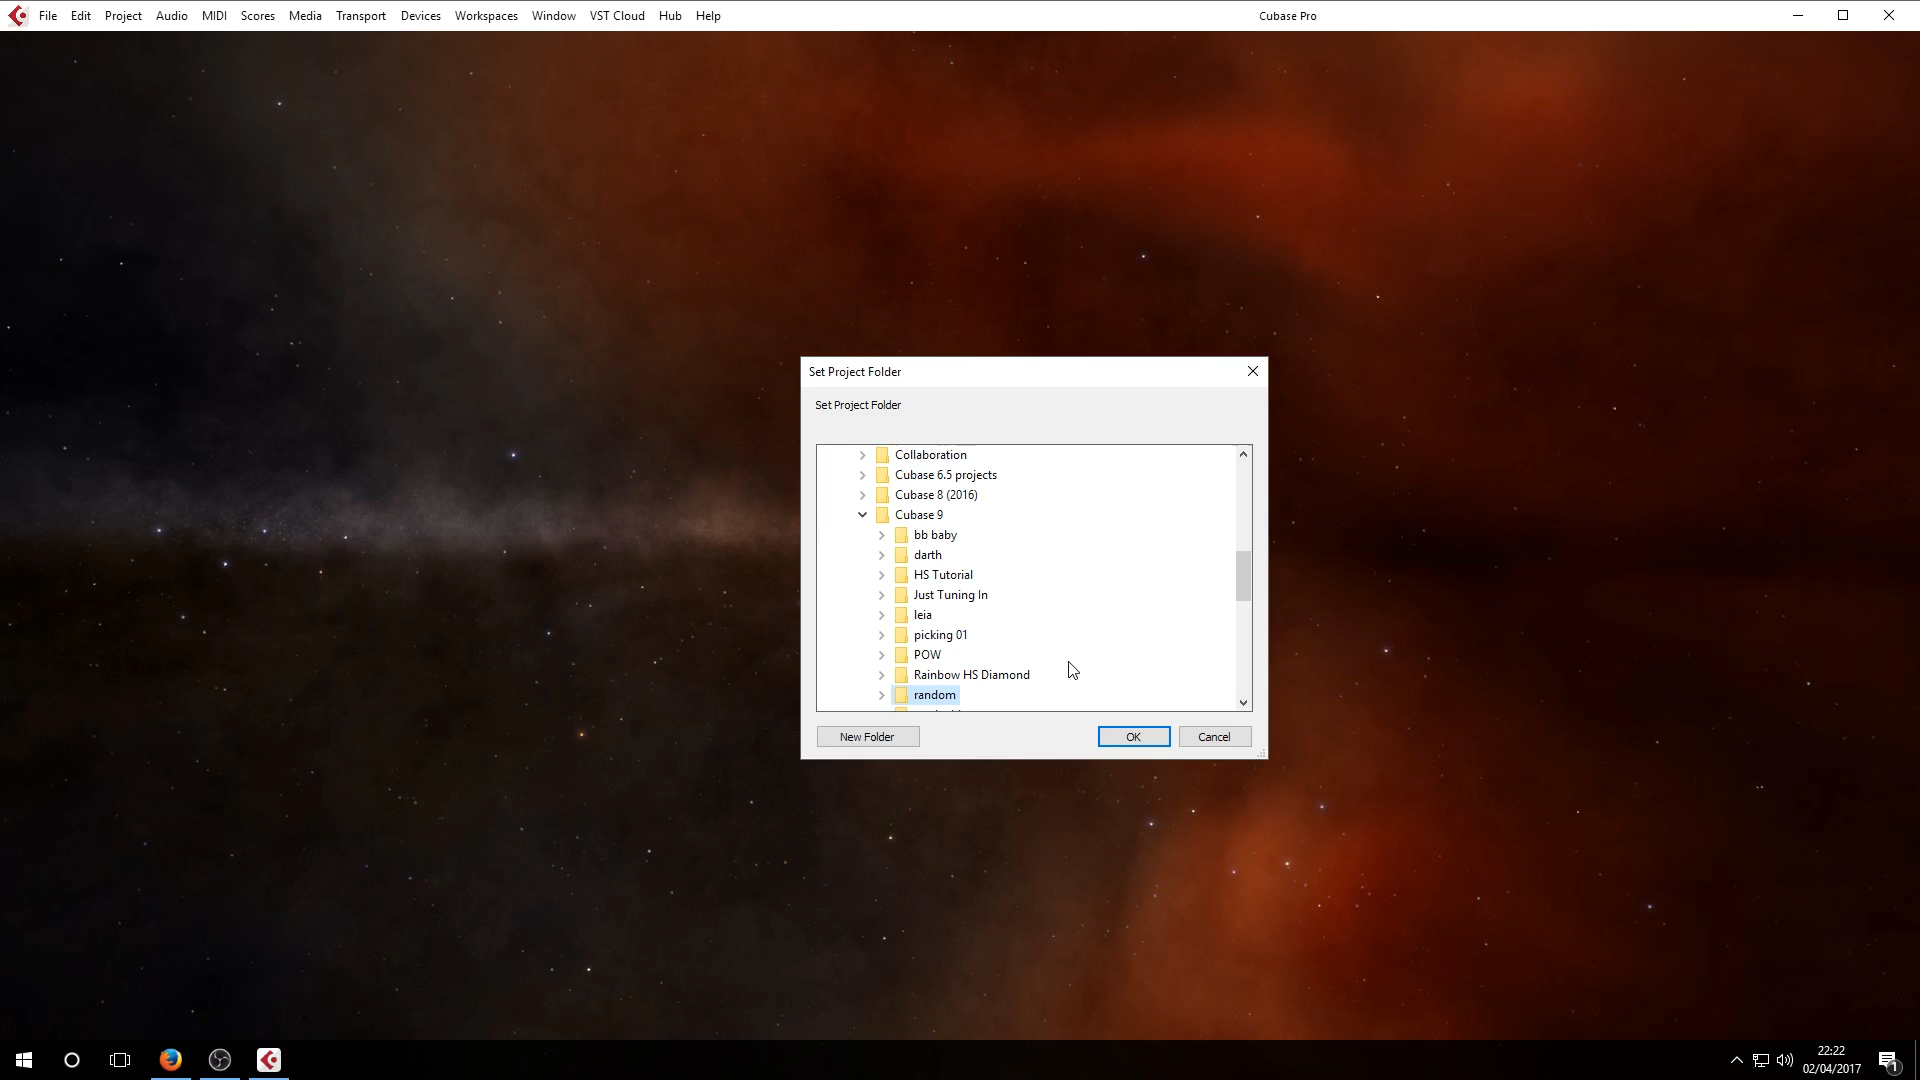 File Edit Project Audio MIDI Scores Media Transport Devices Workspaces Window VST Cloud Hub Help Cubase Pro
Set Project Folder
Set Project Folder
Collaboration
Cubase 6.5 projects
Cubase 8 (2016)
Cubase 9
bb baby
darth
HS Tutorial
Just Tuning In
leia
picking 01
POW
Rainbow HS Diamond
random
New Folder OK Cancel
22:22
02/04/2017
1